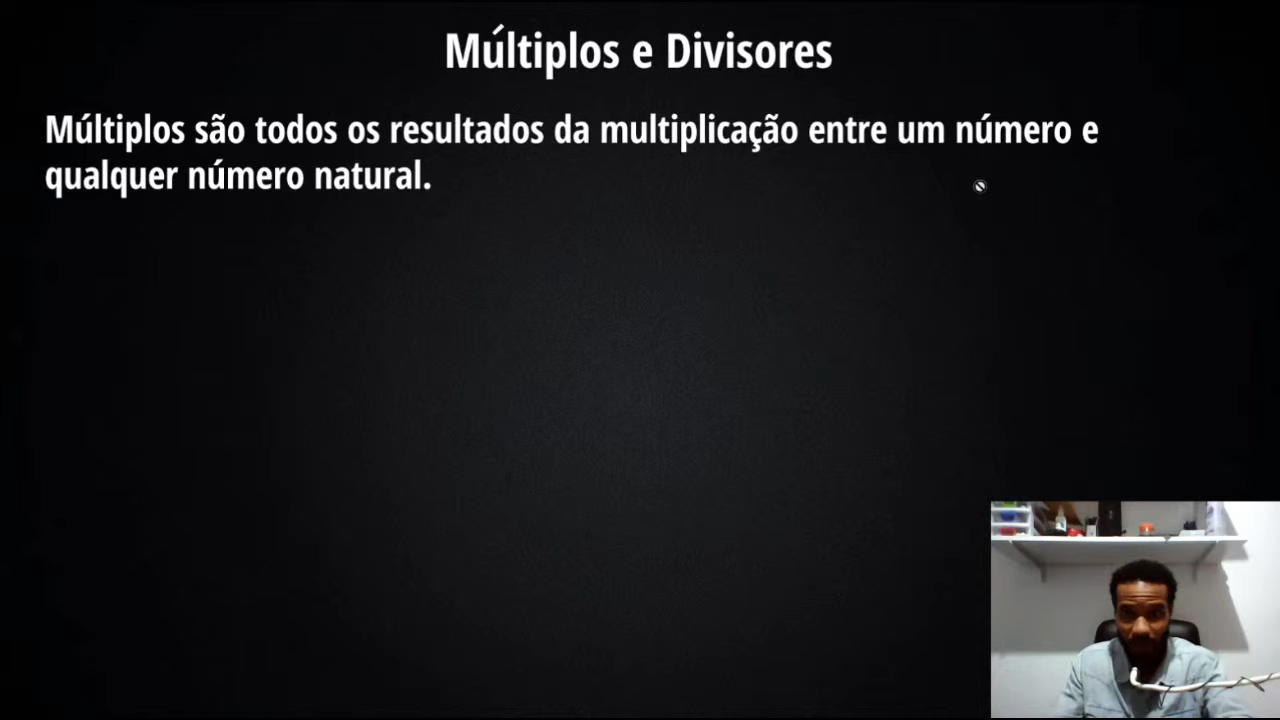 Múltiplos e Divisores
Múltiplos são todos os resultados da multiplicação entre um número e
qualquer número natural.